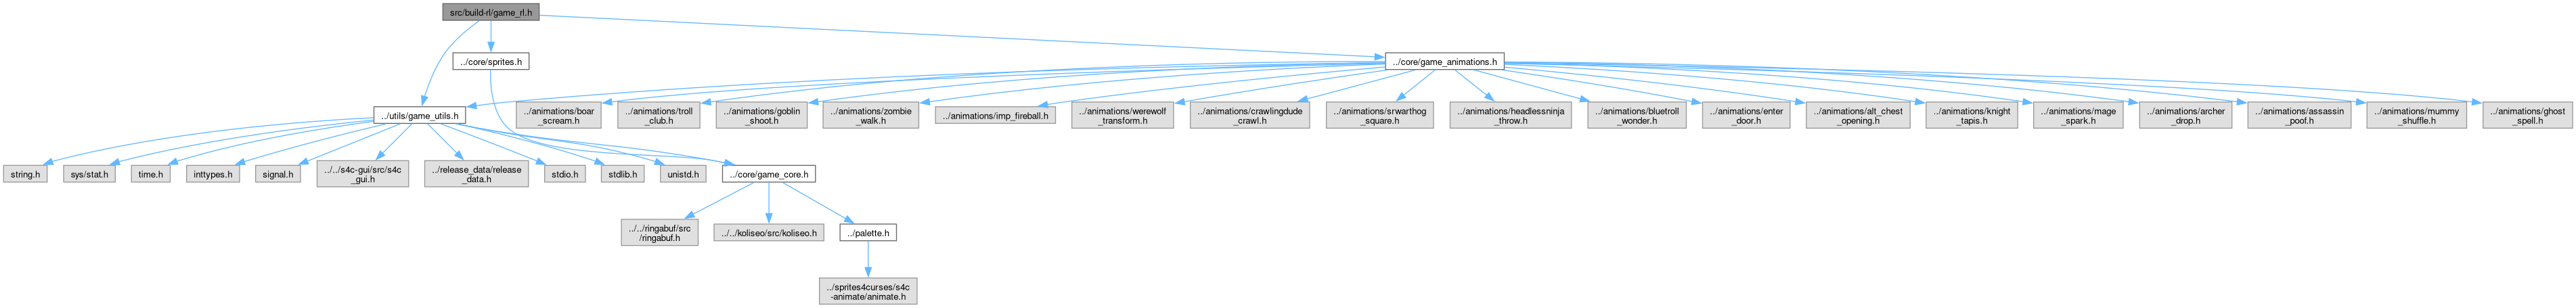 src/build-rl/game_rl.h
../core/sprites.h
../core/game_animations.h
../utils/game_utils.h
../animations/boar
_scream.h
../animations/troll
_club.h
../animations/goblin
_shoot.h
../animations/zombie
_walk.h
../animations/imp_fireball.h
../animations/werewolf
_transform.h
../animations/crawlingdude
_crawl.h
../animations/srwarthog
_square.h
../animations/headlessninja
_throw.h
../animations/bluetroll
_wonder.h
../animations/enter
_door.h
../animations/alt_chest
_opening.h
../animations/knight
_tapis.h
../animations/mage
_spark.h
../animations/archer
_drop.h
../animations/assassin
_poof.h
../animations/mummy
_shuffle.h
../animations/ghost
_spell.h
string.h
sys/stat.h
time.h
inttypes.h
signal.h
../../s4c-gui/src/s4c
_gui.h
../release_data/release
_data.h
stdio.h
stdlib.h
unistd.h
../core/game_core.h
../../ringabuf/src
/ringabuf.h
../../koliseo/src/koliseo.h
../palette.h
../sprites4curses/s4c
-animate/animate.h